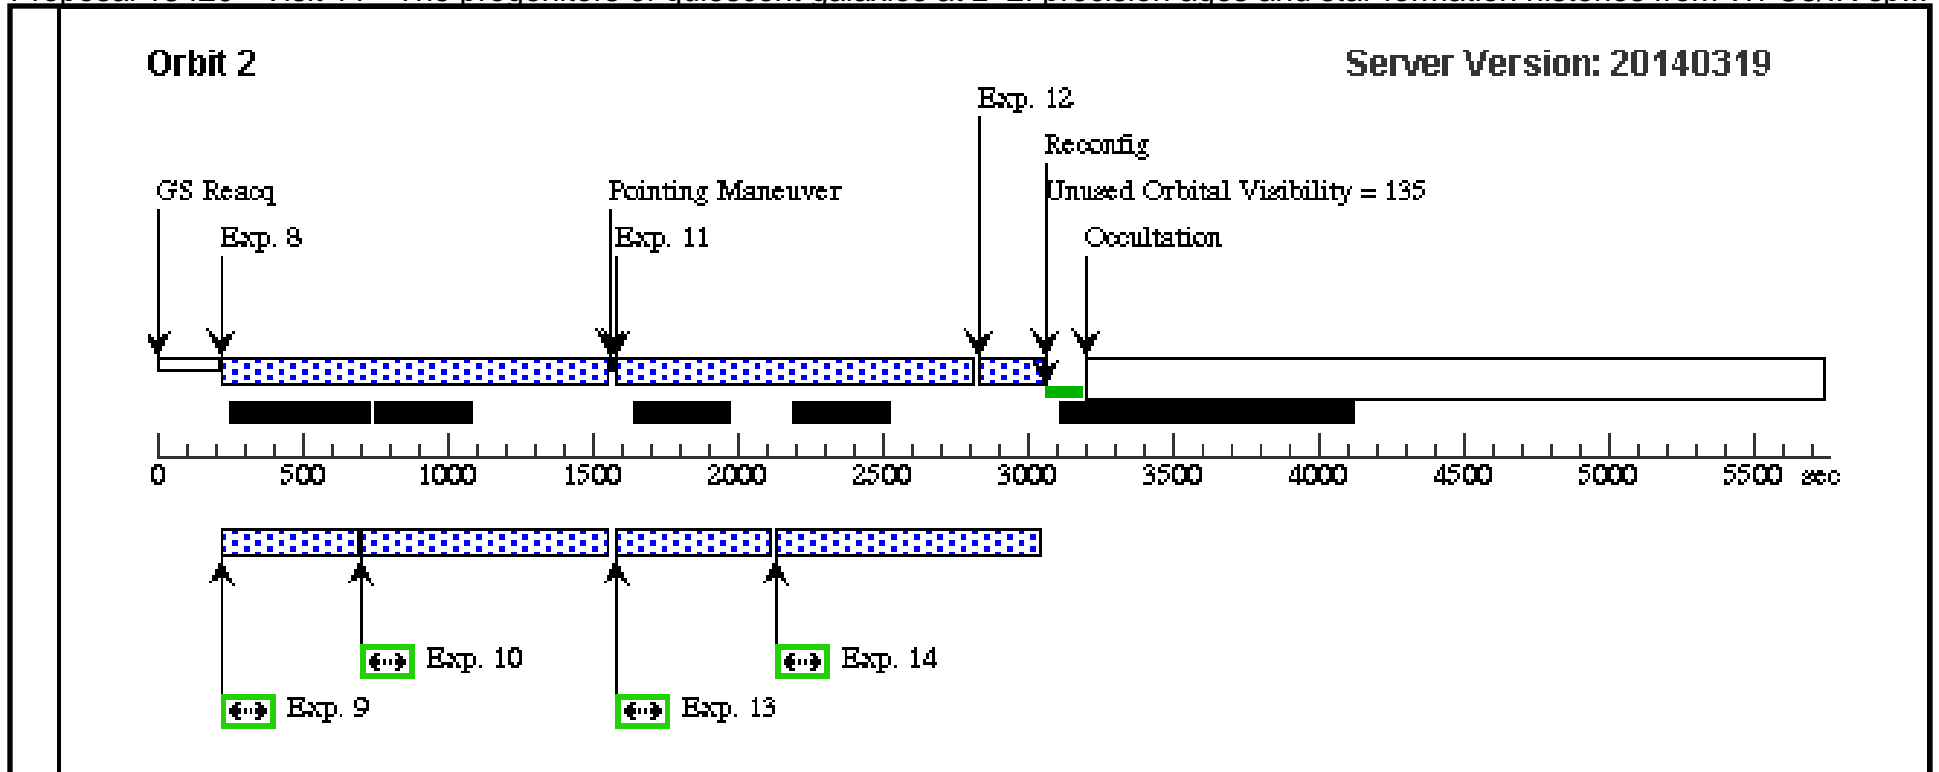 Orbit 2
Server Version: 20140319
Exp. 12
Reconfig
GS Reacq
Pointing Maneuver
Unused Orbital Visibility = 135
Exp. 8
Exp. 11
Occultation
0 500 1000 1500 2000 2500 3000 3500 4000 4500 5000 5500 sec
Exp. 10
Exp. 14
Exp. 9
Exp. 13